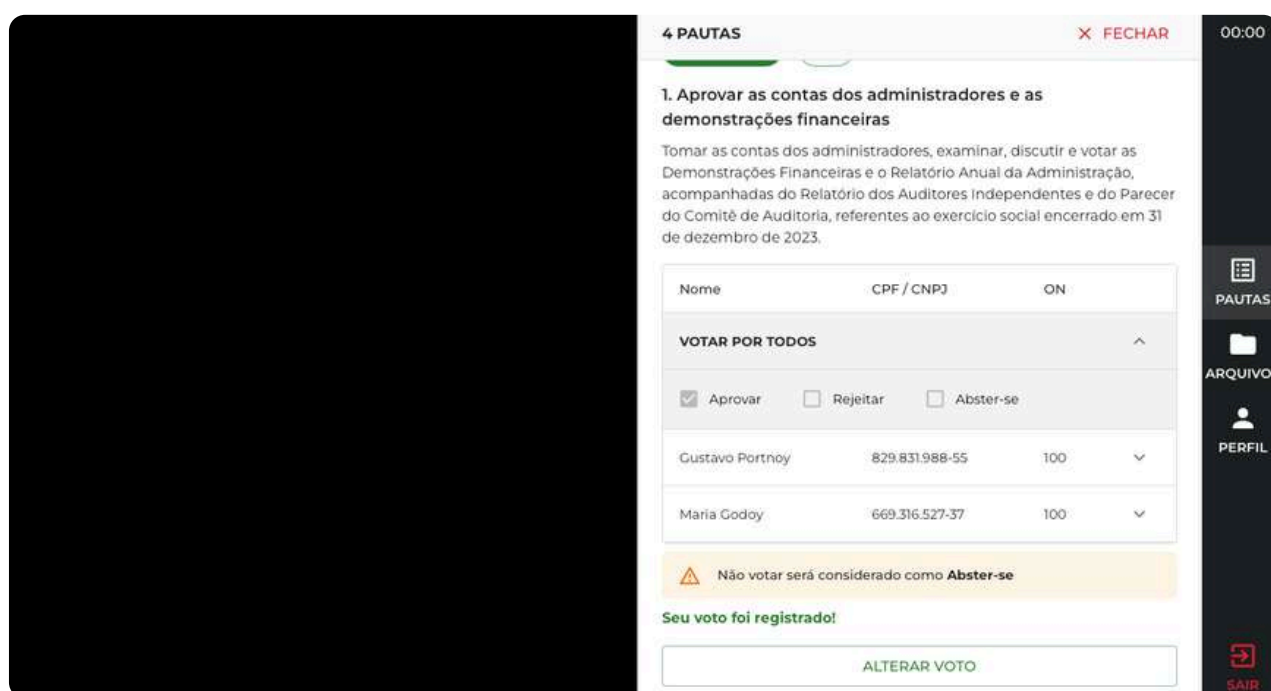 4 PAUTAS
FECHAR
00:00
1. Aprovar as contas dos administradores e as
demonstrações financeiras
Tomar as contas dos administradores, examinar, discutir e votar as
Demonstrações Financeiras e o Relatório Anual da Administração,
acompanhadas do Relatório dos Auditores Independentes e do Parecer
do Comitê de Auditoria, referentes ao exercício social encerrado em 31
de dezembro de 2023.
Nome CPF / CNPJ ON
VOTAR POR TODOS
Aprovar Rejeitar Abster-se
Gustavo Portnoy 829.831.988-55 100
Maria Godoy 669.316.527-37 100
Não votar será considerado como Abster-se
Seu voto foi registrado!
ALTERAR VOTO
PAUTAS
ARQUIVO
PERFIL
SAIR